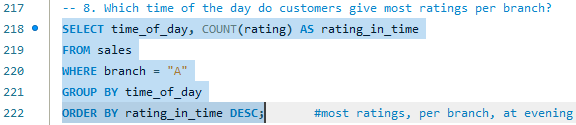 217 -- 8. Which time of the day do customers give most ratings per branch?
218 SELECT time_of_day, COUNT(rating) AS rating_in_time
219 FROM sales
220 WHERE branch = "A"
221 GROUP BY time_of_day
222 ORDER BY rating_in_time DESC; #most ratings, per branch, at evening